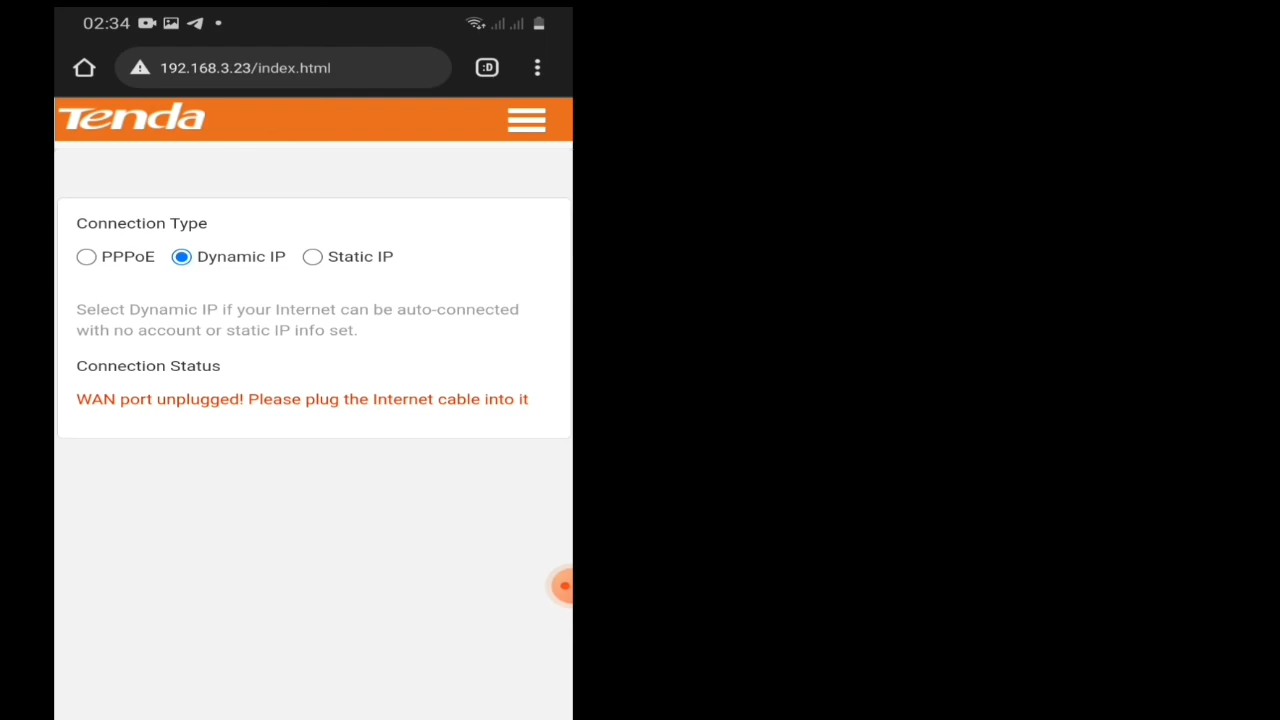 02:34
192.168.3.23/index.html
:D
Tenda
Connection Type
PPPoE Dynamic IP Static IP
Select Dynamic IP if your Internet can be auto-connected
with no account or static IP info set.
Connection Status
WAN port unplugged! Please plug the Internet cable into it